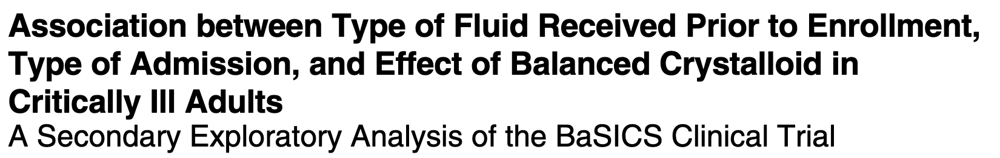 Association between Type of Fluid Received Prior to Enrollment,
Type of Admission, and Effect of Balanced Crystalloid in
Critically Ill Adults
A Secondary Exploratory Analysis of the BaSICS Clinical Trial